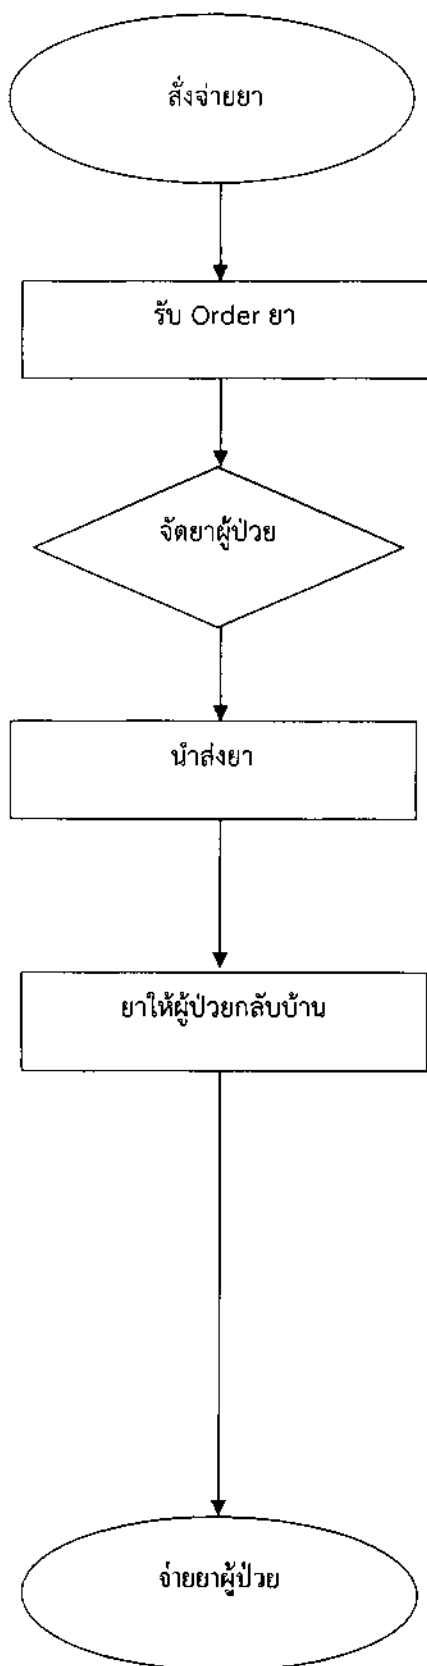 สั่งจ่ายยา
รับ Order ยา
จัดยาผู้ป่วย
นำส่งยา
ยาให้ผู้ป่วยกลับบ้าน
จ่ายยาผู้ป่วย